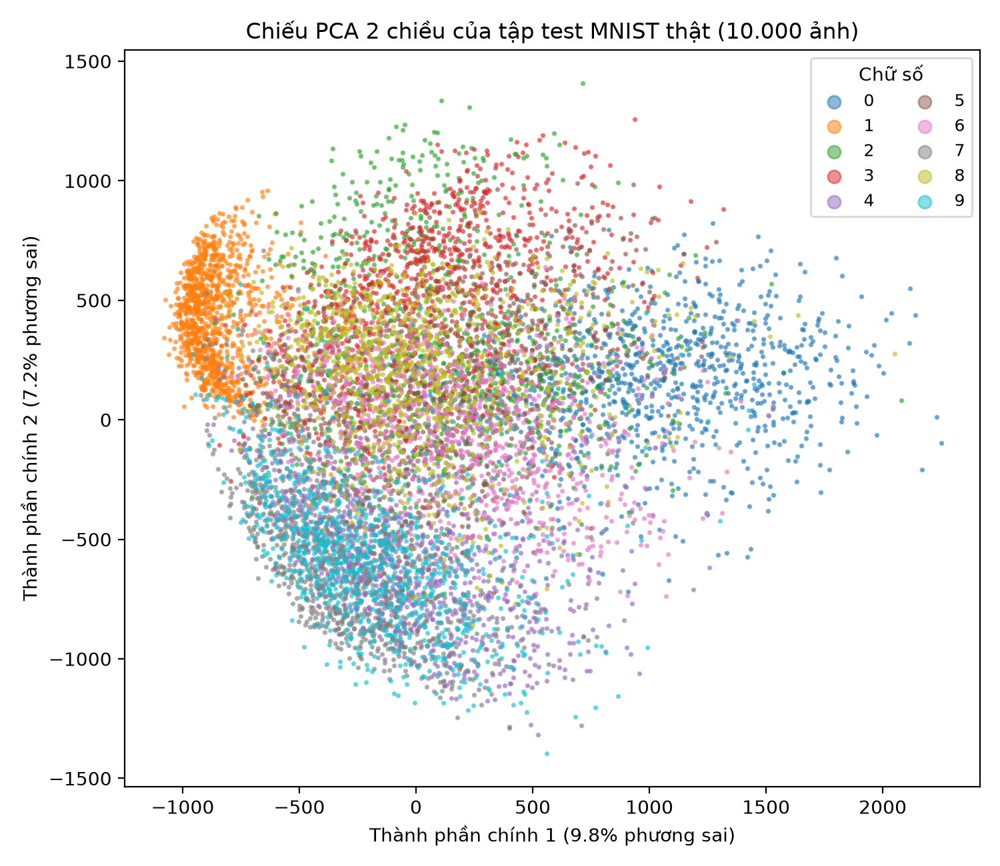 Chiếu PCA 2 chiều của tập test MNIST thật (10.000 ảnh)
Chữ số
0 5
1 6
2 7
3 8
4 9
1500
1000
500
0
−500
−1000
−1500
Thành phần chính 2 (7.2% phương sai)
−1000 −500 0 500 1000 1500 2000
Thành phần chính 1 (9.8% phương sai)